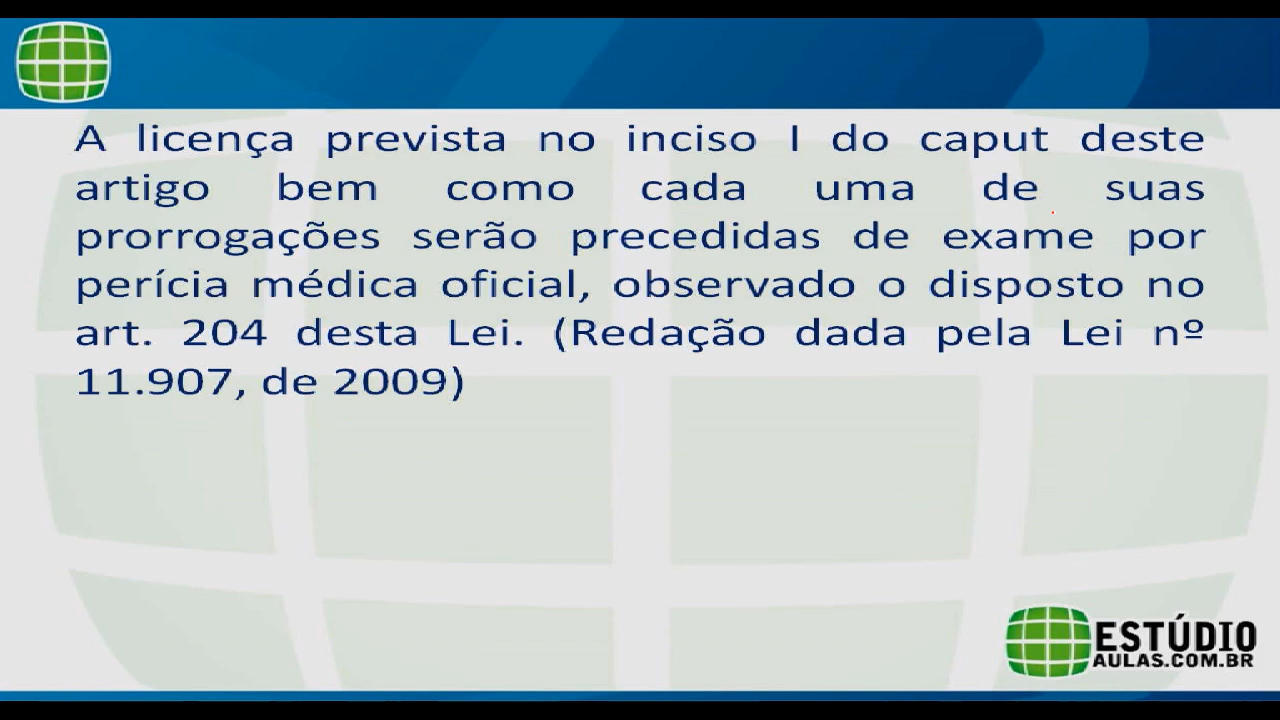 A licença prevista no inciso I do caput deste
artigo bem como cada uma de suas
prorrogações serão precedidas de exame por
perícia médica oficial, observado o disposto no
art. 204 desta Lei. (Redação dada pela Lei nº
11.907, de 2009)
ESTÚDIO
AULAS.COM.BR